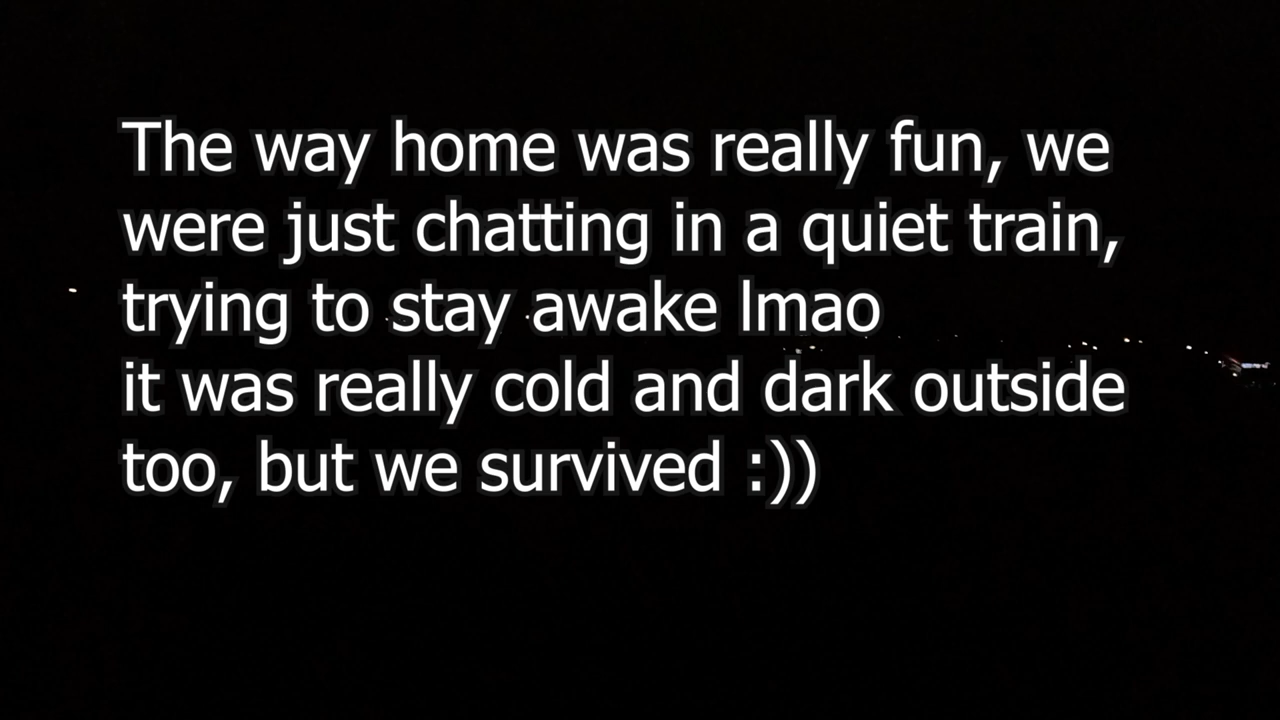 The way home was really fun, we
were just chatting in a quiet train,
trying to stay awake lmao
it was really cold and dark outside
too, but we survived :))